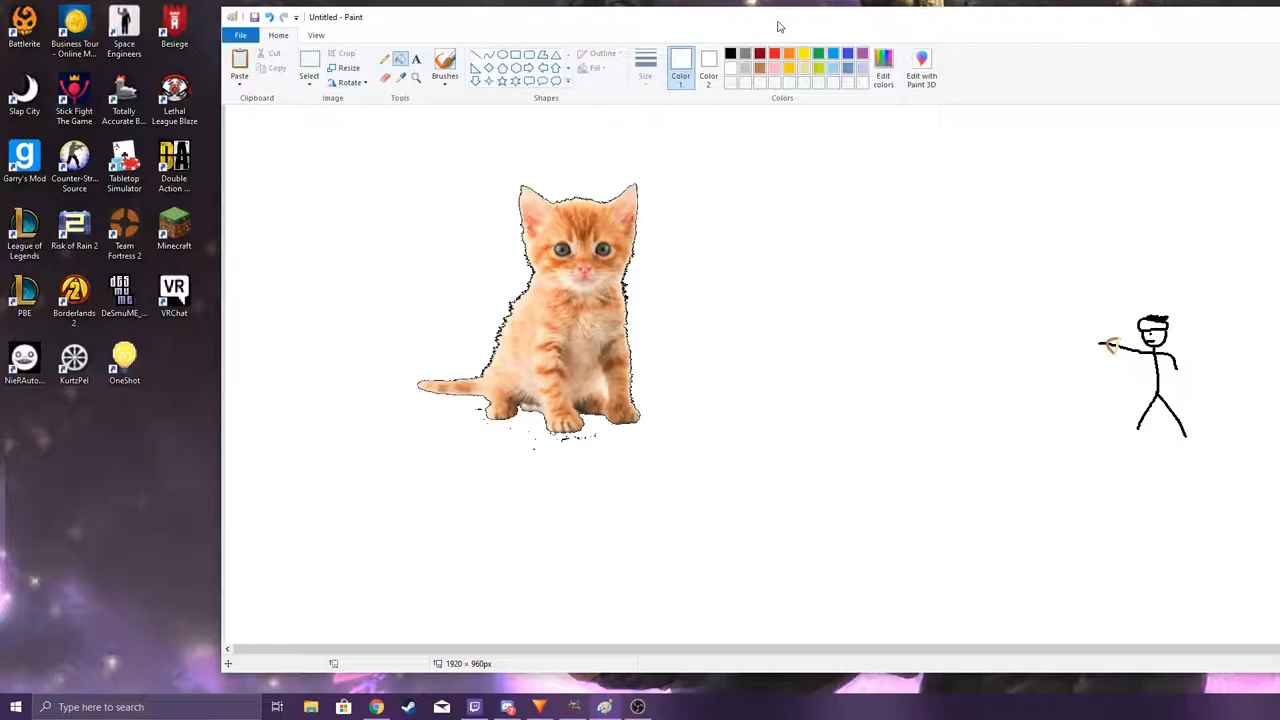 Untitled - Paint
File Home View
Paste
Cut
Copy
Clipboard
Select
Crop
Resize
Rotate
Image
A
Tools
Brushes
Outline
Fill
Shapes
Size
Color 1
Color 2
Edit colors
Edit with Paint 3D
Colors
Battlerite
Business Tour - Online M...
Space Engineers
Besiege
Slap City
Stick Fight The Game
Totally Accurate B...
Lethal League Blaze
Garry's Mod
Counter-Str... Source
Tabletop Simulator
Double Action ...
League of Legends
Risk of Rain 2
Team Fortress 2
Minecraft
PBE
Borderlands 2
DeSmuME_...
VRChat
NieRAuto...
KurtzPel
OneShot
1920 × 960px
Type here to search